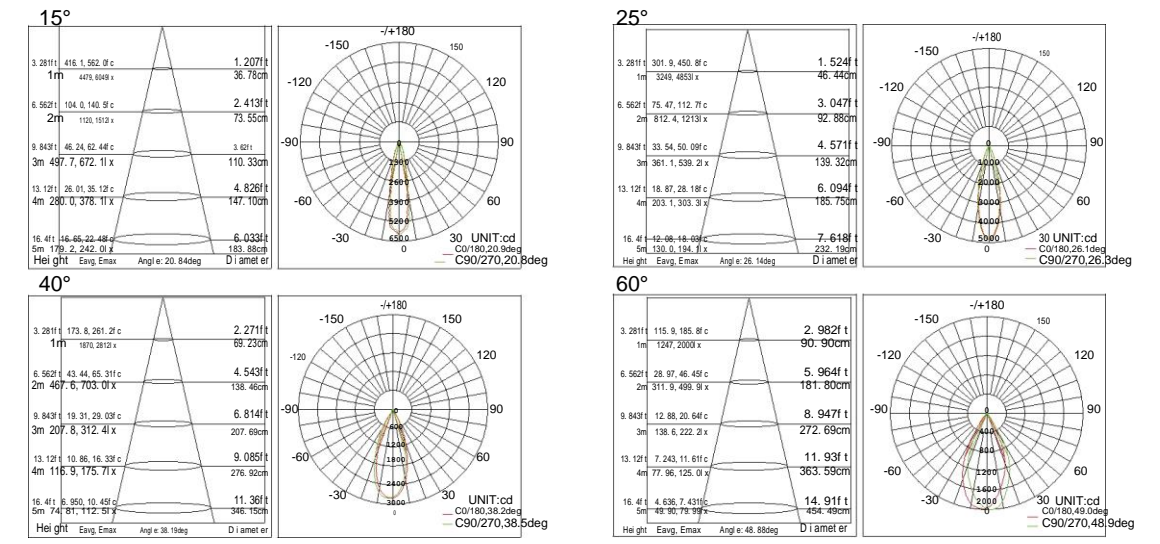 15°
3.281ft 416.1,562.0fc 1.207ft
1m 4479,6049lx 36.78cm
6.562ft 104.0,140.5fc 2.413ft
2m 1120,1512lx 73.55cm
9.843ft 46.24,62.44fc 3.62ft
3m 497.7,672.1lx 110.33cm
13.12ft 26.01,35.12fc 4.826ft
4m 280.0,378.1lx 147.10cm
16.4ft 16.65,22.48fc 6.033ft
5m 179.2,242.0lx 183.88cm
Height Eavg,Emax Angle:20.84deg Diameter
-/+180
-150 150
-120 120
-90 0 90
1300
2600
-60 3900 60
5200
-30 6500 30 UNIT:cd
0
C0/180,20.9deg
C90/270,20.8deg
25°
3.281ft 301.9,450.8fc 1.524ft
1m 3249,4853lx 46.44cm
6.562ft 75.47,112.7fc 3.047ft
2m 812.4,1213lx 92.88cm
9.843ft 33.54,50.09fc 4.571ft
3m 361.1,539.2lx 139.32cm
13.12ft 18.87,28.18fc 6.094ft
4m 203.1,303.3lx 185.75cm
16.4ft 12.08,18.03fc 7.618ft
5m 130.0,194.1lx 232.19cm
Height Eavg,Emax Angle:26.14deg Diameter
-/+180
-150 150
-120 120
-90 0 90
1000
2000
-60 3000 60
4000
-30 5000 30 UNIT:cd
0
C0/180,26.1deg
C90/270,26.3deg
40°
3.281ft 173.8,261.2fc 2.271ft
1m 1870,2812lx 69.23cm
6.562ft 43.44,65.31fc 4.543ft
2m 467.6,703.0lx 138.46cm
9.843ft 19.31,29.03fc 6.814ft
3m 207.8,312.4lx 207.69cm
13.12ft 10.86,16.33fc 9.085ft
4m 116.9,175.7lx 276.92cm
16.4ft 6.950,10.45fc 11.36ft
5m 74.81,112.5lx 346.15cm
Height Eavg,Emax Angle:38.19deg Diameter
-/+180
-150 150
-120 120
-90 0 90
600
1200
-60 1800 60
2400
-30 3000 30 UNIT:cd
0
C0/180,38.2deg
C90/270,38.5deg
60°
3.281ft 115.9,185.8fc 2.982ft
1m 1247,2000lx 90.90cm
6.562ft 28.97,46.45fc 5.964ft
2m 311.9,499.9lx 181.80cm
9.843ft 12.88,20.64fc 8.947ft
3m 138.6,222.2lx 272.69cm
13.12ft 7.243,11.61fc 11.93ft
4m 77.96,125.0lx 363.59cm
16.4ft 4.636,7.431fc 14.91ft
5m 49.90,79.99lx 454.49cm
Height Eavg,Emax Angle:48.88deg Diameter
-/+180
-150 150
-120 120
-90 0 90
400
800
-60 1200 60
1600
-30 2000 30 UNIT:cd
0
C0/180,49.0deg
C90/270,48.9deg